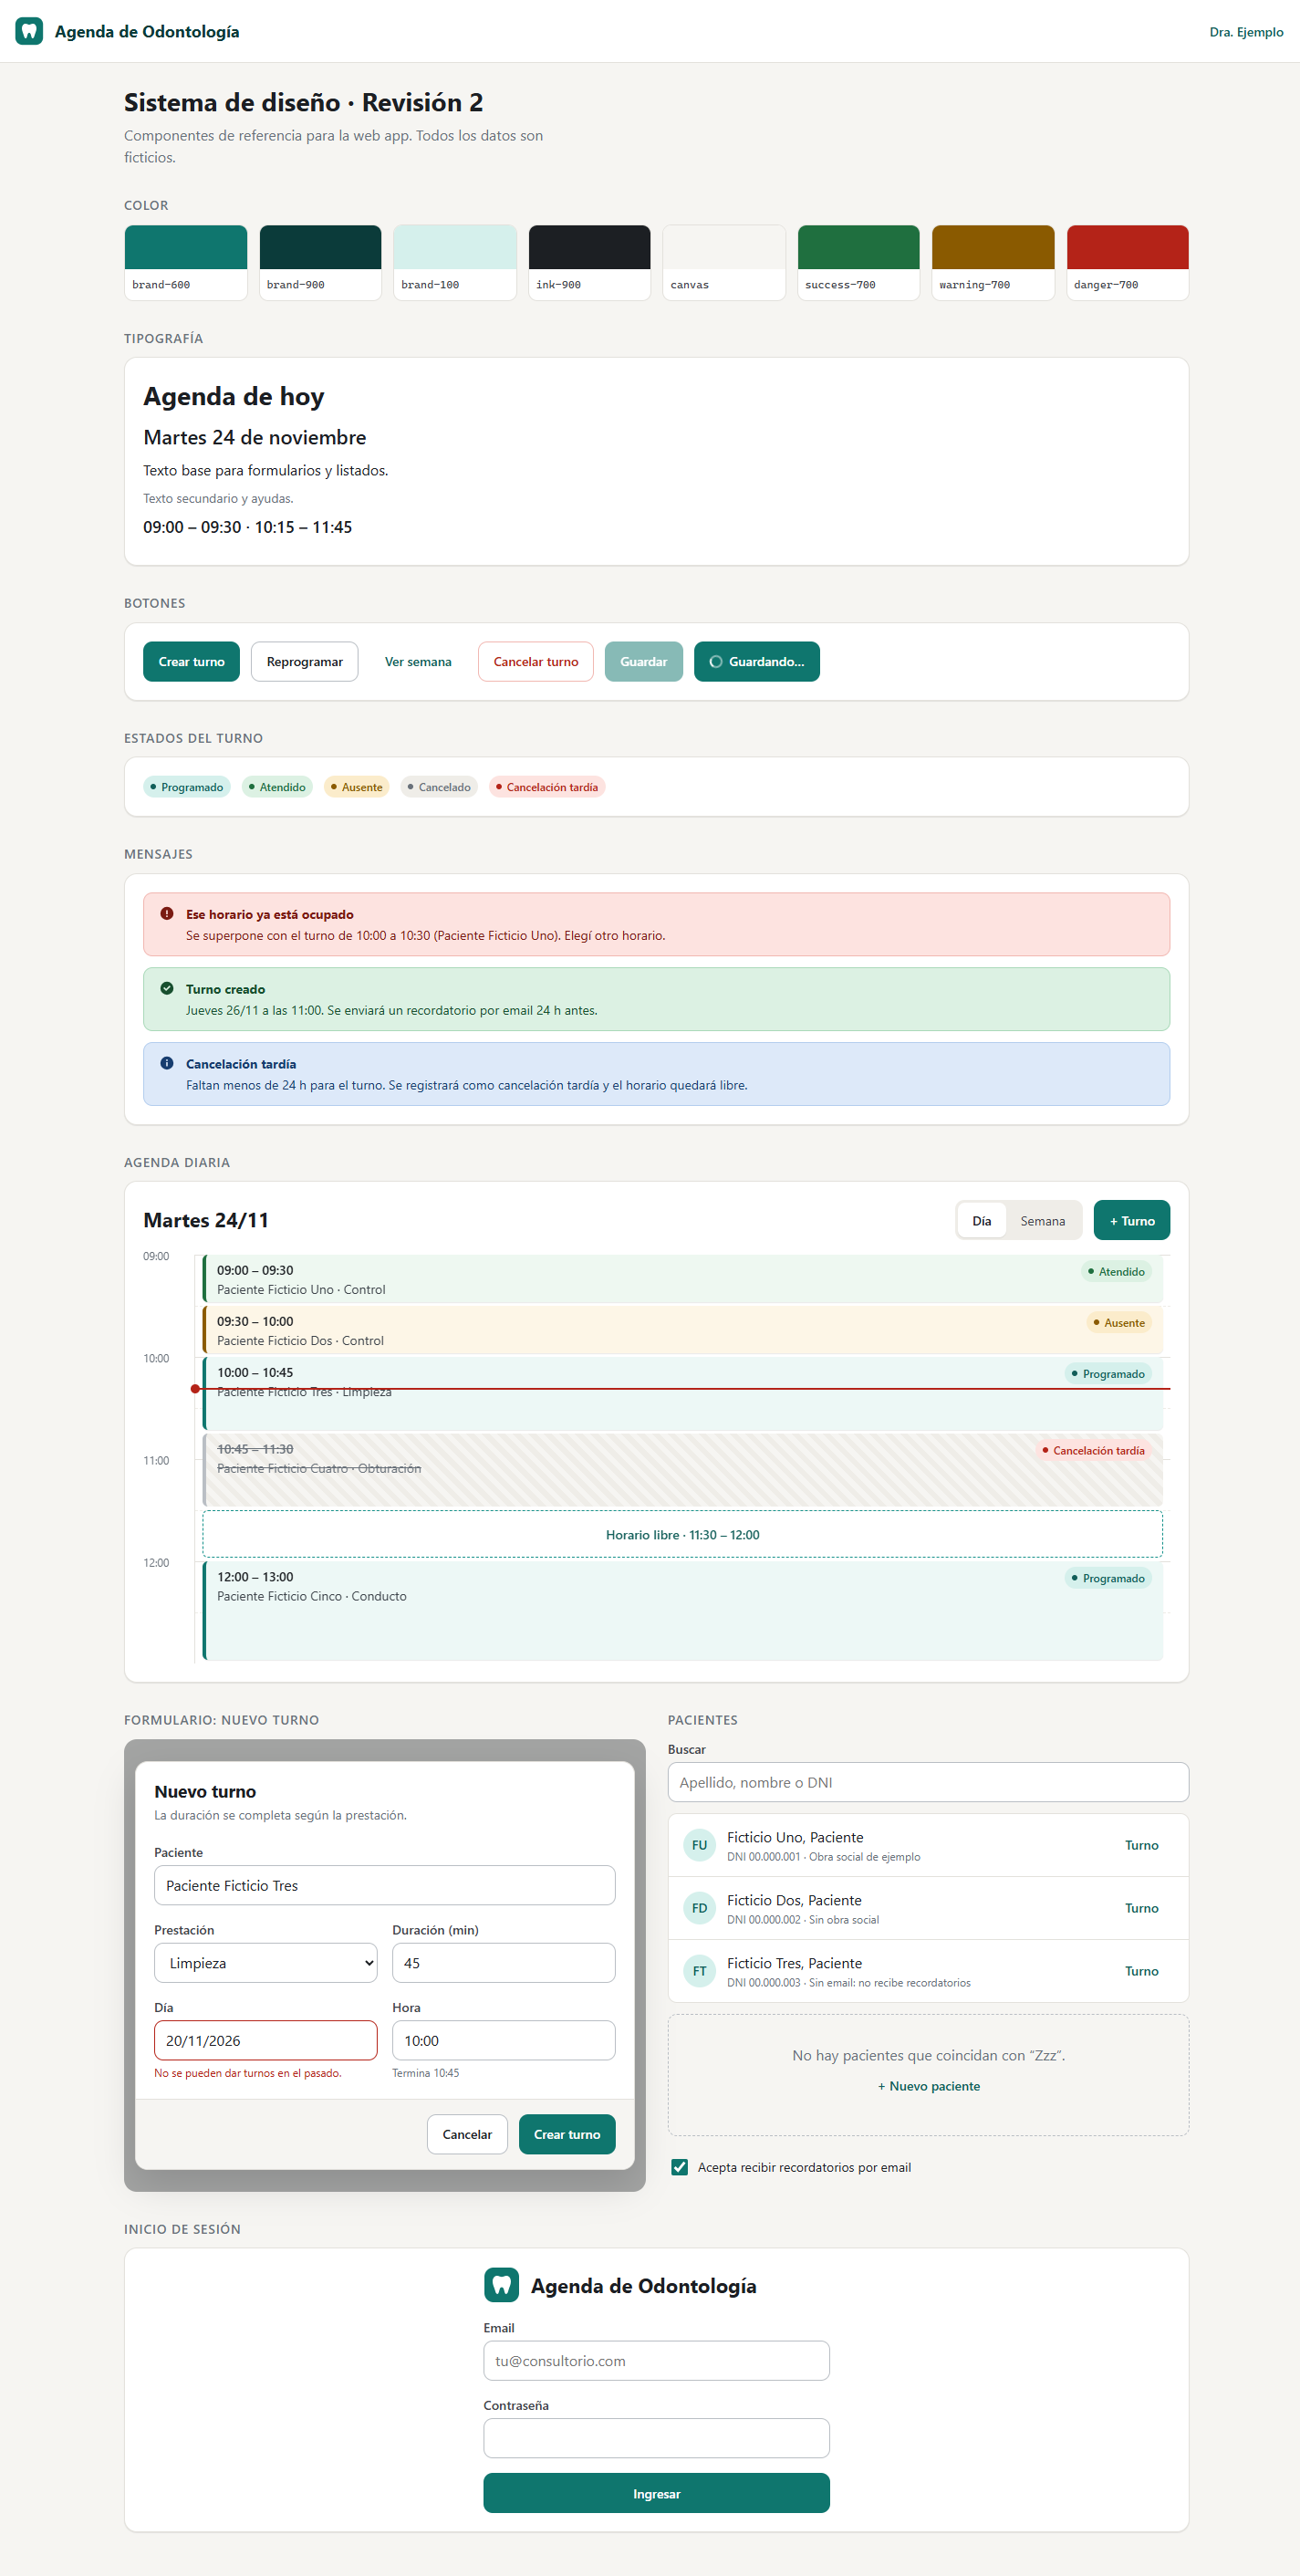 Agenda de Odontología
Dra. Ejemplo
Sistema de diseño · Revisión 2
Componentes de referencia para la web app. Todos los datos son
ficticios.
COLOR
brand-600
brand-900
brand-100
ink-900
canvas
success-700
warning-700
danger-700
TIPOGRAFÍA
Agenda de hoy
Martes 24 de noviembre
Texto base para formularios y listados.
Texto secundario y ayudas.
09:00 – 09:30 · 10:15 – 11:45
BOTONES
Crear turno
Reprogramar
Ver semana
Cancelar turno
Guardar
Guardando…
ESTADOS DEL TURNO
Programado
Atendido
Ausente
Cancelado
Cancelación tardía
MENSAJES
Ese horario ya está ocupado
Se superpone con el turno de 10:00 a 10:30 (Paciente Ficticio Uno). Elegí otro horario.
Turno creado
Jueves 26/11 a las 11:00. Se enviará un recordatorio por email 24 h antes.
Cancelación tardía
Faltan menos de 24 h para el turno. Se registrará como cancelación tardía y el horario quedará libre.
AGENDA DIARIA
Martes 24/11
Día
Semana
+ Turno
09:00
09:00 – 09:30
Atendido
Paciente Ficticio Uno · Control
09:30 – 10:00
Ausente
Paciente Ficticio Dos · Control
10:00
10:00 – 10:45
Programado
Paciente Ficticio Tres · Limpieza
10:45 – 11:30
Cancelación tardía
11:00
Paciente Ficticio Cuatro · Obturación
Horario libre · 11:30 – 12:00
12:00
12:00 – 13:00
Programado
Paciente Ficticio Cinco · Conducto
FORMULARIO: NUEVO TURNO
Nuevo turno
La duración se completa según la prestación.
Paciente
Paciente Ficticio Tres
Prestación
Duración (min)
Limpieza
45
Día
Hora
20/11/2026
10:00
No se pueden dar turnos en el pasado.
Termina 10:45
Cancelar
Crear turno
PACIENTES
Buscar
Apellido, nombre o DNI
FU
Ficticio Uno, Paciente
DNI 00.000.001 · Obra social de ejemplo
Turno
FD
Ficticio Dos, Paciente
DNI 00.000.002 · Sin obra social
Turno
FT
Ficticio Tres, Paciente
DNI 00.000.003 · Sin email: no recibe recordatorios
Turno
No hay pacientes que coincidan con “Zzz”.
+ Nuevo paciente
Acepta recibir recordatorios por email
INICIO DE SESIÓN
Agenda de Odontología
Email
tu@consultorio.com
Contraseña
Ingresar